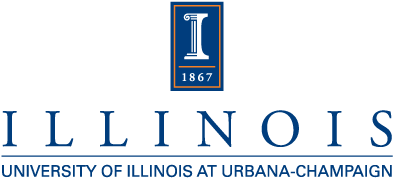 I
1867
ILLINOIS
UNIVERSITY OF ILLINOIS AT URBANA-CHAMPAIGN